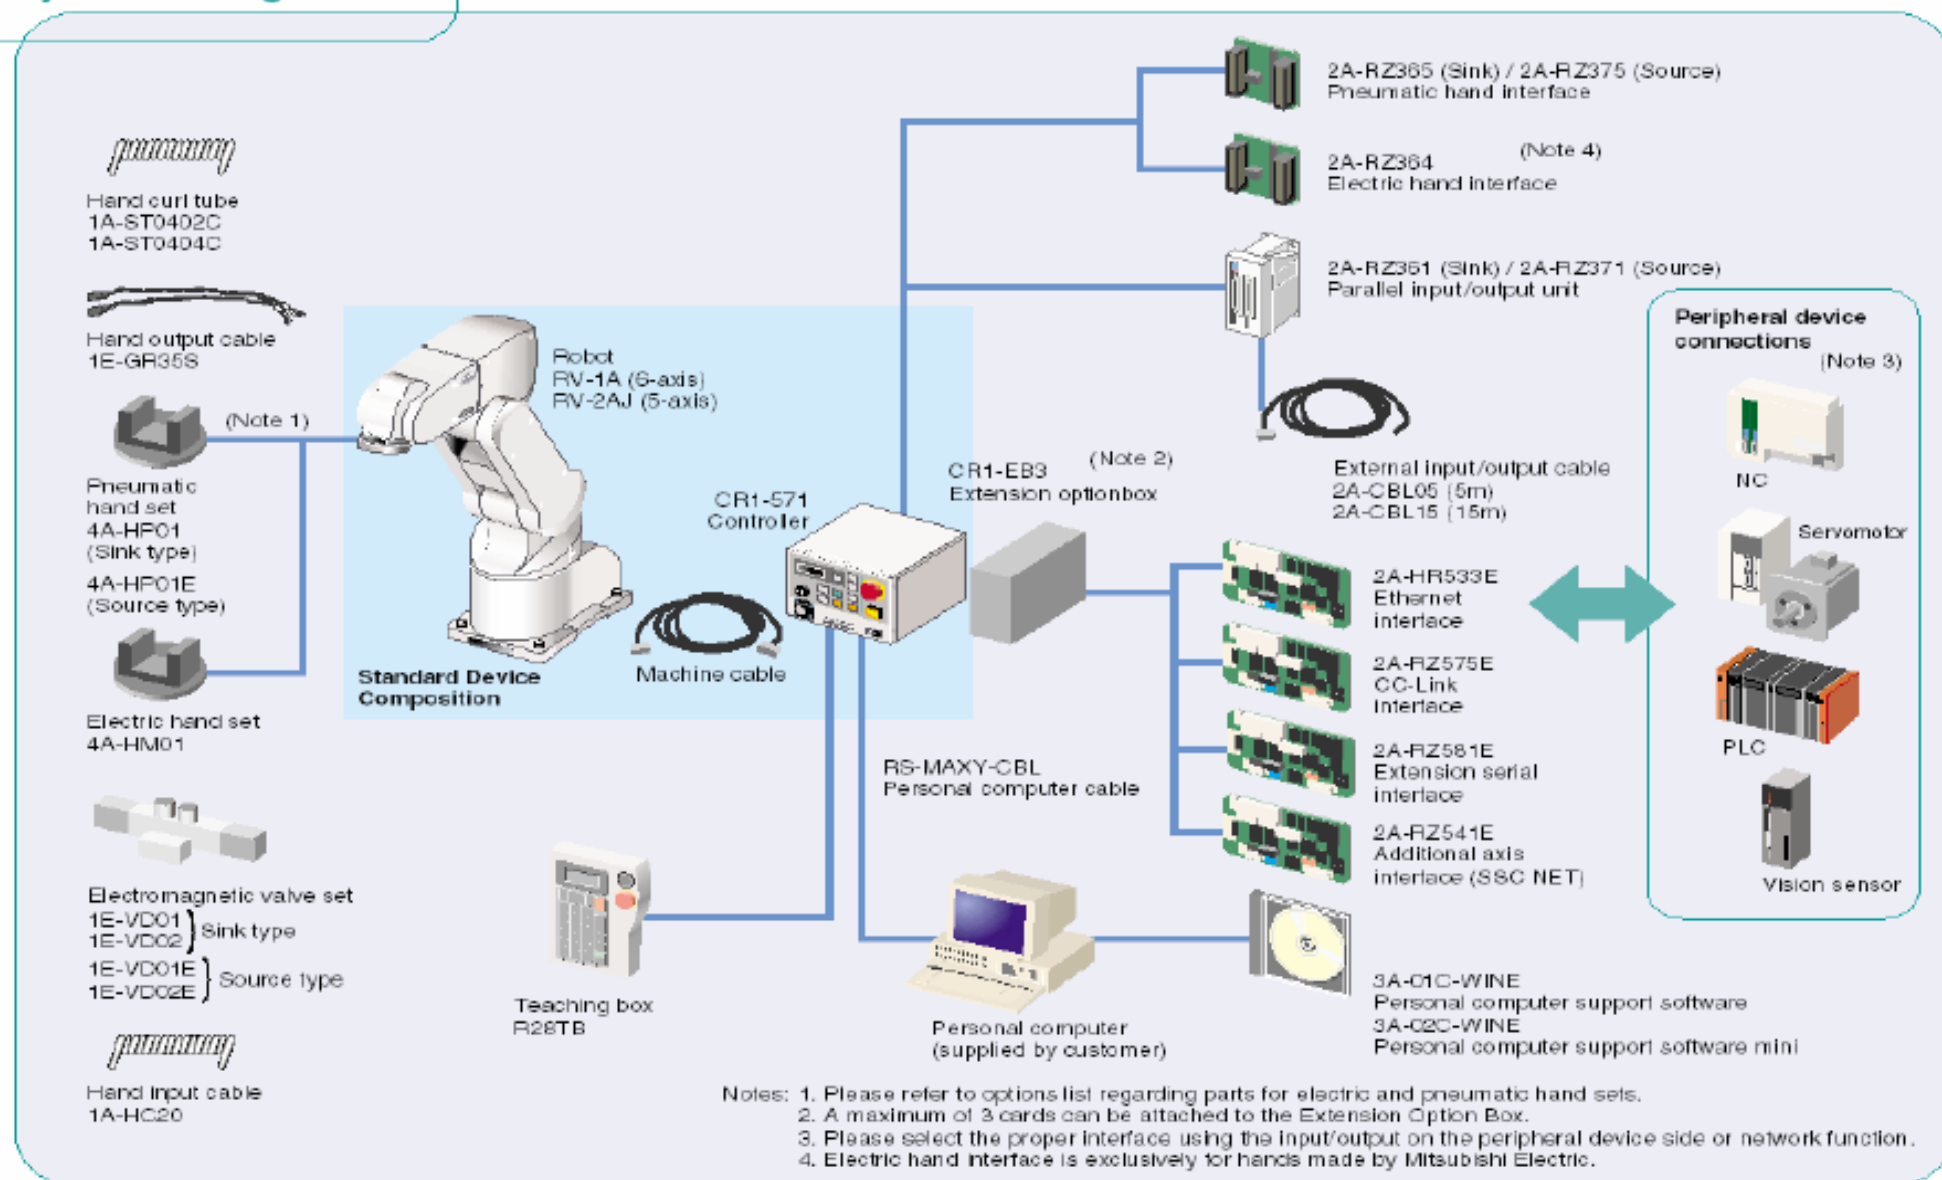 2A-RZ365 (Sink) / 2A-RZ375 (Source)
Pneumatic hand interface
2A-RZ364
(Note 4)
Electric hand interface
Hand curl tube
1A-ST0402C
1A-ST0404C
2A-RZ361 (Sink) / 2A-RZ371 (Source)
Parallel input/output unit
Hand output cable
1E-GR35S
Robot
RV-1A (6-axis)
RV-2AJ (5-axis)
(Note 1)
Pneumatic
hand set
4A-HP01
(Sink type)
4A-HP01E
(Source type)
Electric hand set
4A-HM01
Standard Device
Composition
Machine cable
CR1-571
Controller
CR1-EB3
(Note 2)
Extension optionbox
External input/output cable
2A-CBL05 (5m)
2A-CBL15 (15m)
2A-HR533E
Ethernet
interface
2A-RZ575E
CC-Link
interface
2A-RZ581E
Extension serial
interface
2A-RZ541E
Additional axis
interface (SSC NET)
Peripheral device
connections
(Note 3)
NC
Servomotor
PLC
Vision sensor
RS-MAXY-CBL
Personal computer cable
Electromagnetic valve set
1E-VD01
1E-VD02
Sink type
1E-VD01E
1E-VD02E
Source type
Hand input cable
1A-HC20
Teaching box
R28TB
Personal computer
(supplied by customer)
3A-01C-WINE
Personal computer support software
3A-02C-WINE
Personal computer support software mini
Notes: 1. Please refer to options list regarding parts for electric and pneumatic hand sets.
2. A maximum of 3 cards can be attached to the Extension Option Box.
3. Please select the proper interface using the input/output on the peripheral device side or network function.
4. Electric hand interface is exclusively for hands made by Mitsubishi Electric.